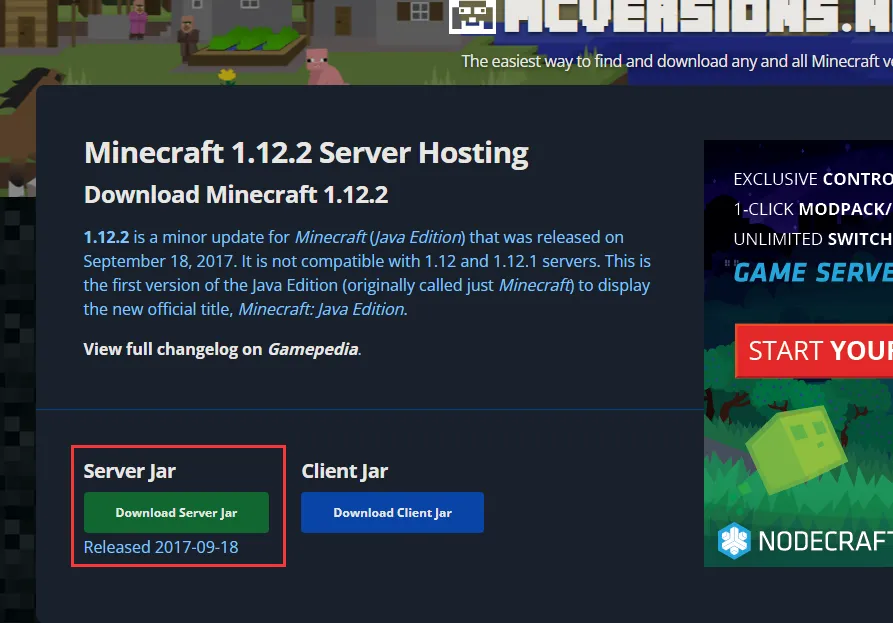 MCVERSIONS.N
The easiest way to find and download any and all Minecraft
Minecraft 1.12.2 Server Hosting
Download Minecraft 1.12.2
1.12.2 is a minor update for Minecraft (Java Edition) that was released on
September 18, 2017. It is not compatible with 1.12 and 1.12.1 servers. This is
the first version of the Java Edition (originally called just Minecraft) to display
the new official title, Minecraft: Java Edition.
View full changelog on Gamepedia.
Server Jar
Download Server Jar
Released 2017-09-18
Client Jar
Download Client Jar
EXCLUSIVE CONTRO
1-CLICK MODPACK/
UNLIMITED SWITCH
GAME SERVE
START YOUR
NODECRAFT